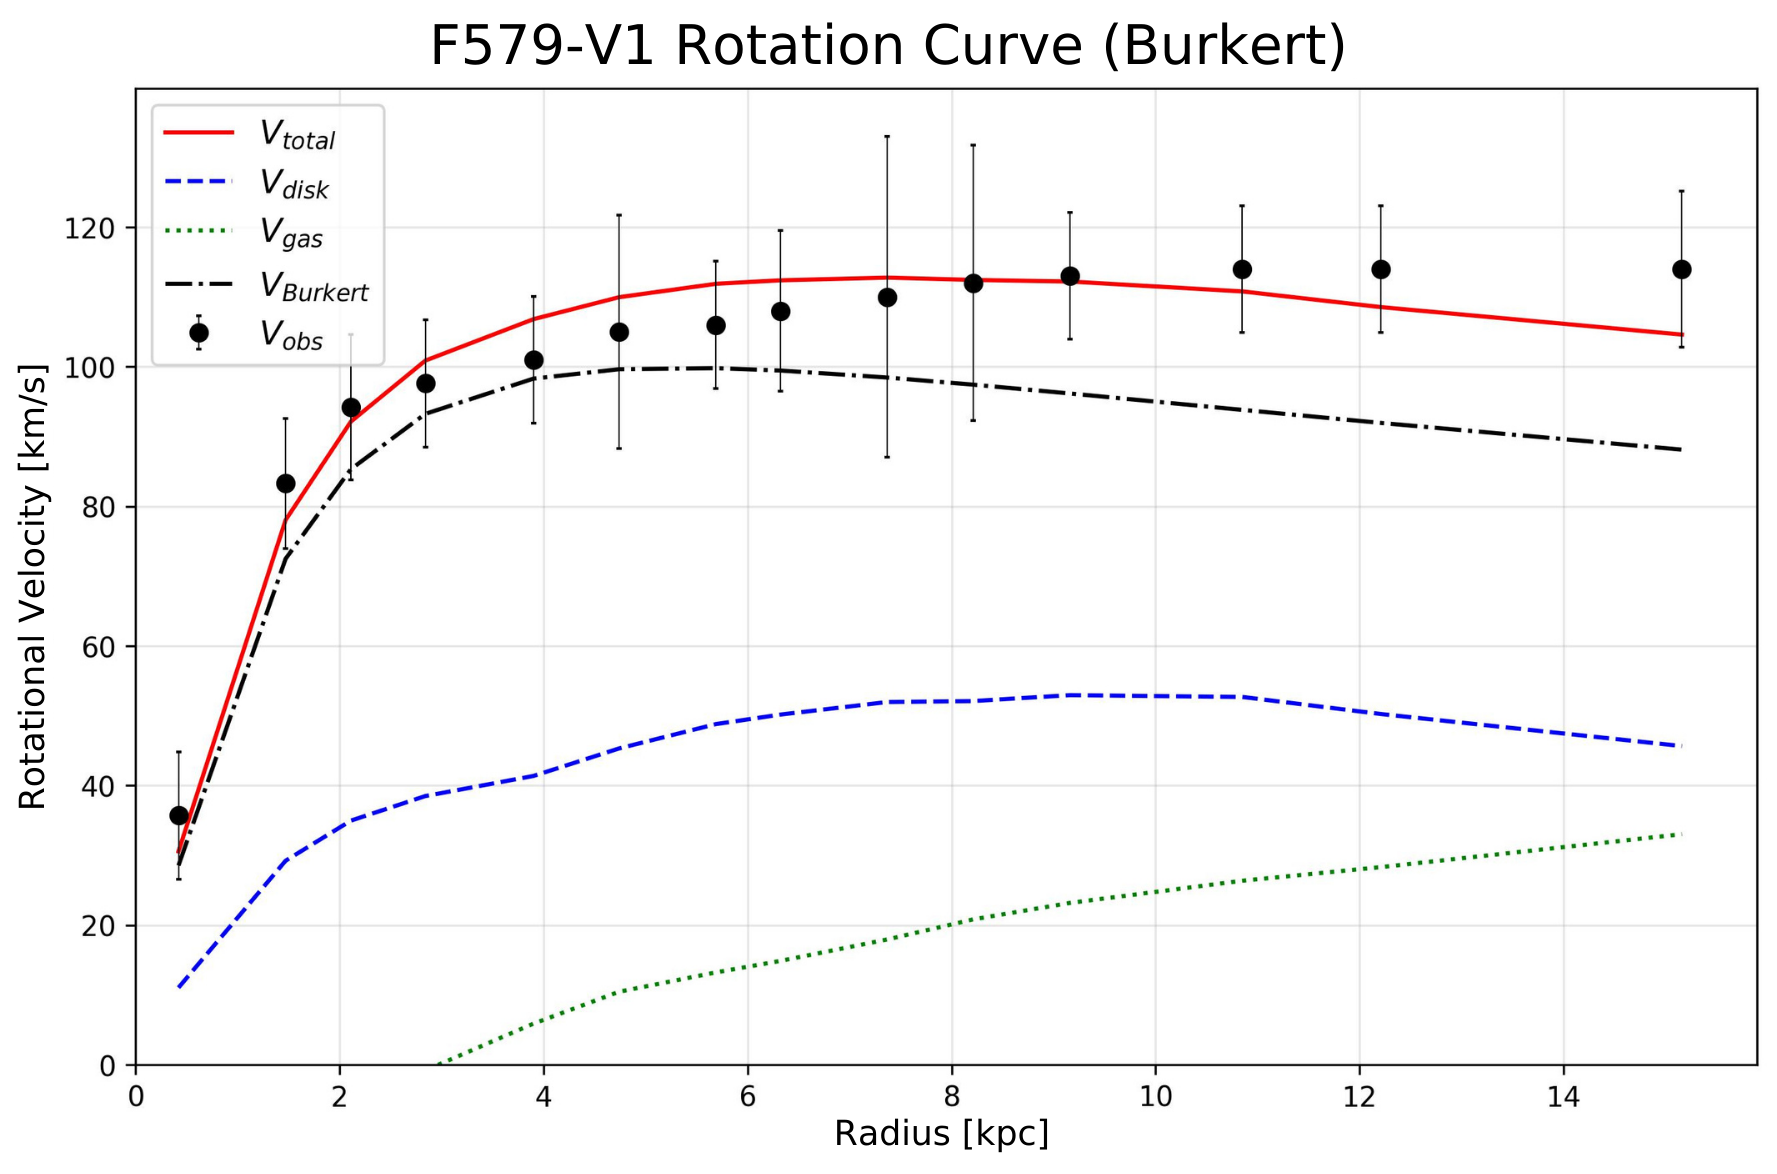 F579-V1 Rotation Curve (Burkert)
V_total
V_disk
V_gas
V_Burkert
V_obs
120
100
80
60
40
20
0
Rotational Velocity [km/s]
0 2 4 6 8 10 12 14
Radius [kpc]